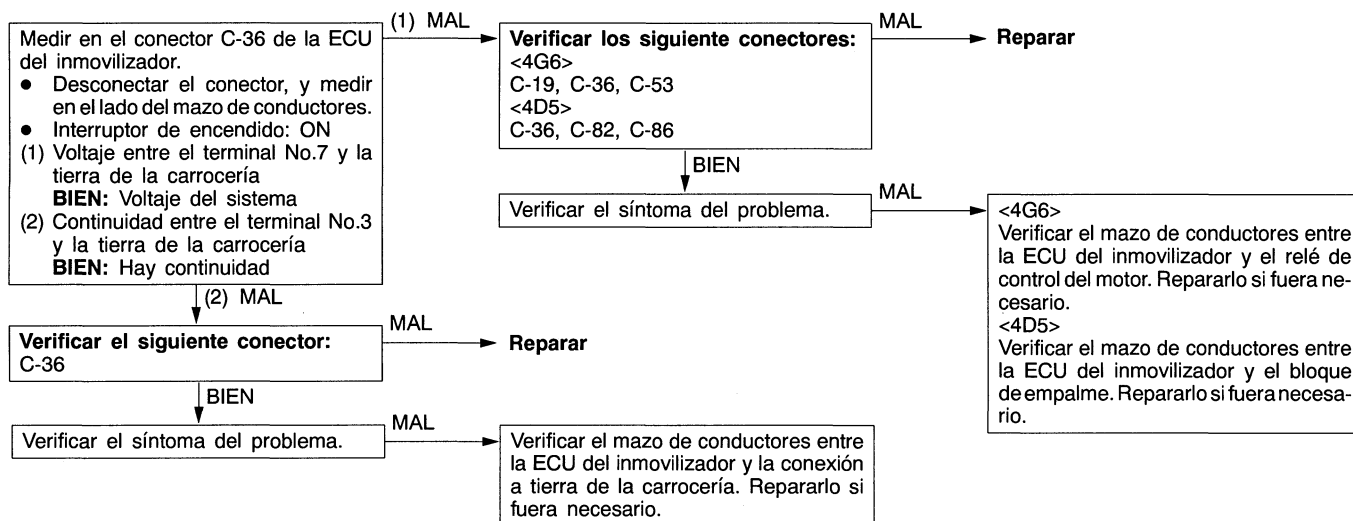 Medir en el conector C-36 de la ECU
del inmovilizador.
● Desconectar el conector, y medir
en el lado del mazo de conductores.
● Interruptor de encendido: ON
(1) Voltaje entre el terminal No.7 y la
tierra de la carrocería
BIEN: Voltaje del sistema
(2) Continuidad entre el terminal No.3
y la tierra de la carrocería
BIEN: Hay continuidad
(1) MAL
Verificar los siguiente conectores:
<4G6>
C-19, C-36, C-53
<4D5>
C-36, C-82, C-86
MAL
Reparar
BIEN
Verificar el síntoma del problema.
MAL
<4G6>
Verificar el mazo de conductores entre
la ECU del inmovilizador y el relé de
control del motor. Repararlo si fuera ne-
cesario.
<4D5>
Verificar el mazo de conductores entre
la ECU del inmovilizador y el bloque
de empalme. Repararlo si fuera necesa-
rio.
(2) MAL
Verificar el siguiente conector:
C-36
MAL
Reparar
BIEN
Verificar el síntoma del problema.
MAL
Verificar el mazo de conductores entre
la ECU del inmovilizador y la conexión
a tierra de la carrocería. Repararlo si
fuera necesario.